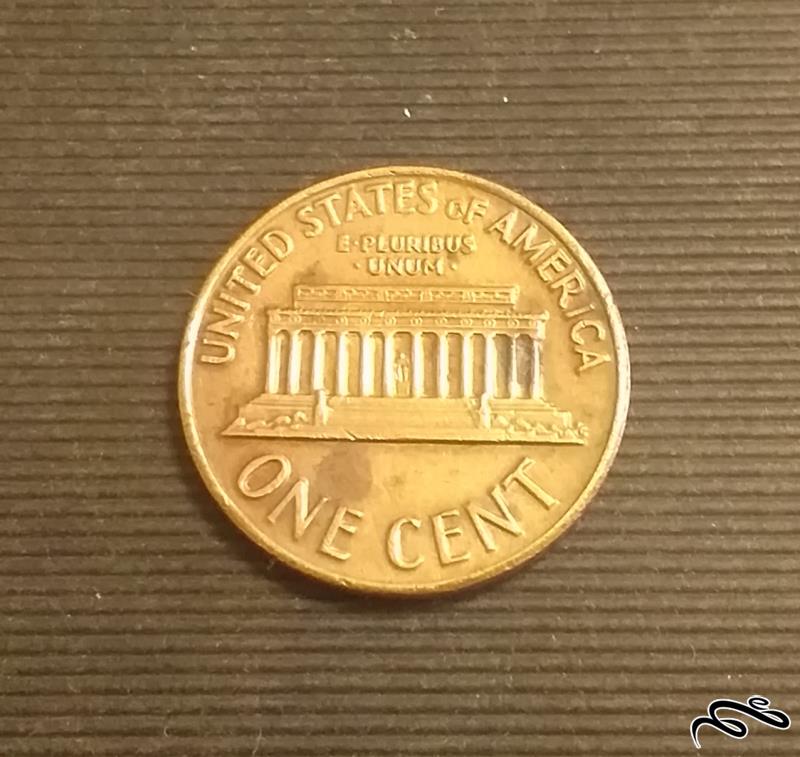 UNITED STATES OF AMERICA
E·PLURIBUS
·UNUM·
ONE CENT